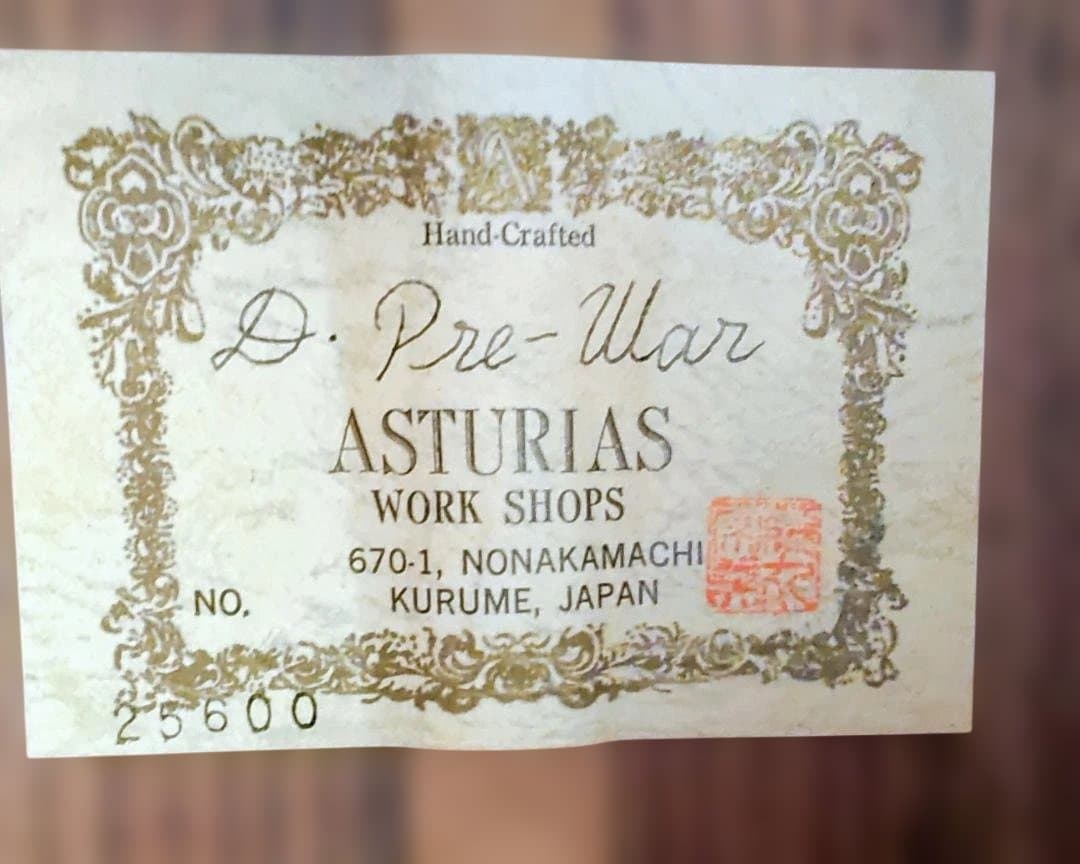 A
Hand-Crafted
D. Pre-War
ASTURIAS
WORK SHOPS
670-1, NONAKAMACHI
KURUME, JAPAN
NO.
25600